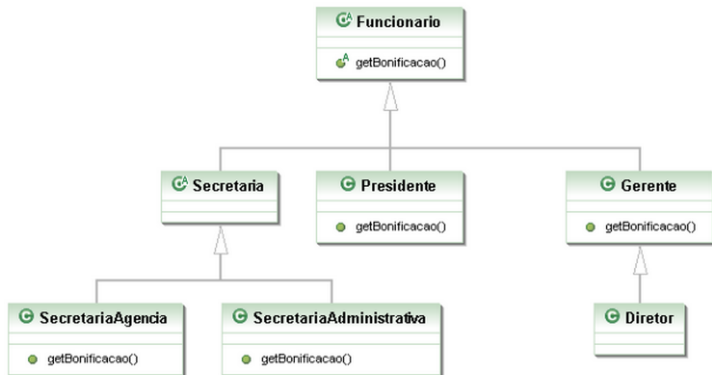 Funcionario
getBonificacao()
Secretaria
Presidente
getBonificacao()
Gerente
getBonificacao()
SecretariaAgencia
getBonificacao()
SecretariaAdministrativa
getBonificacao()
Diretor